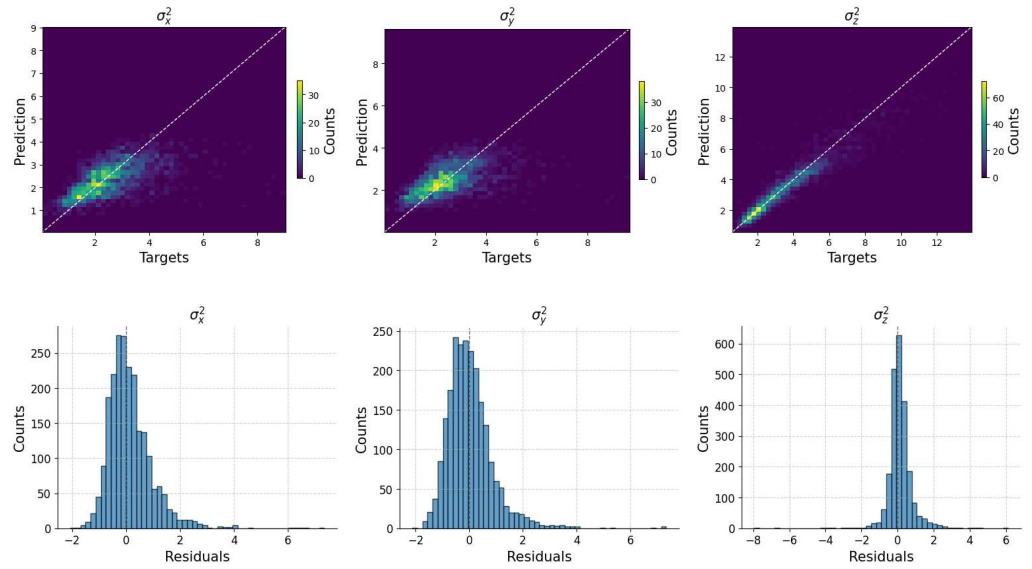 σ²ₓ
9
8
7
6
5
4
3
2
1
2 4 6 8
Prediction
Targets
30
20
10
0
Counts
σ²ᵧ
8
6
4
2
2 4 6 8
Prediction
Targets
30
20
10
0
Counts
σ²_z
14
12
10
8
6
4
2
2 4 6 8 10 12
Prediction
Targets
60
40
20
0
Counts
σ²ₓ
250
200
150
100
50
0
−2 0 2 4 6
Counts
Residuals
σ²ᵧ
250
200
150
100
50
0
−2 0 2 4 6
Counts
Residuals
σ²_z
600
500
400
300
200
100
0
−8 −6 −4 −2 0 2 4 6
Counts
Residuals